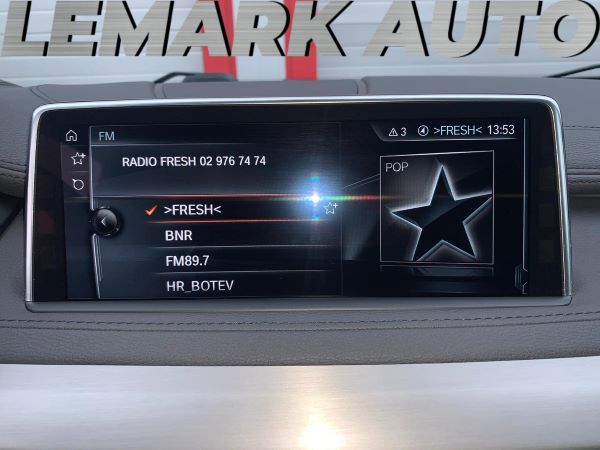 LEMARK AUTO
FM
3 >FRESH< 13:53
RADIO FRESH 02 976 74 74
POP
>FRESH<
BNR
FM89.7
HR_BOTEV